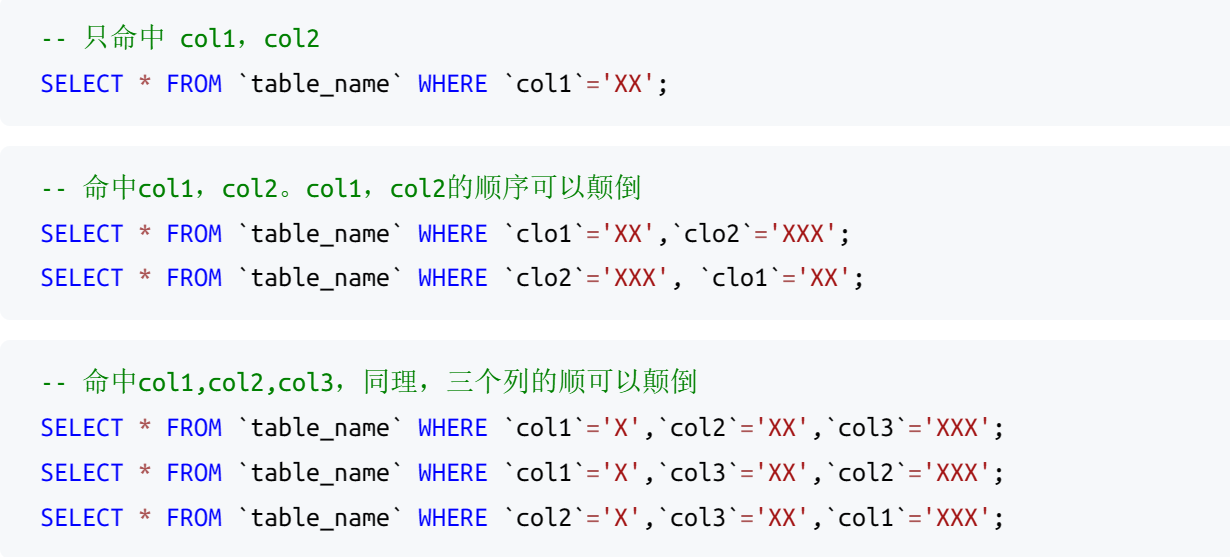 -- 只命中 col1，col2
SELECT * FROM `table_name` WHERE `col1`='XX';
-- 命中col1，col2。col1，col2的顺序可以颠倒
SELECT * FROM `table_name` WHERE `clo1`='XX',`clo2`='XXX';
SELECT * FROM `table_name` WHERE `clo2`='XXX', `clo1`='XX';
-- 命中col1,col2,col3，同理，三个列的顺可以颠倒
SELECT * FROM `table_name` WHERE `col1`='X',`col2`='XX',`col3`='XXX';
SELECT * FROM `table_name` WHERE `col1`='X',`col3`='XX',`col2`='XXX';
SELECT * FROM `table_name` WHERE `col2`='X',`col3`='XX',`col1`='XXX';